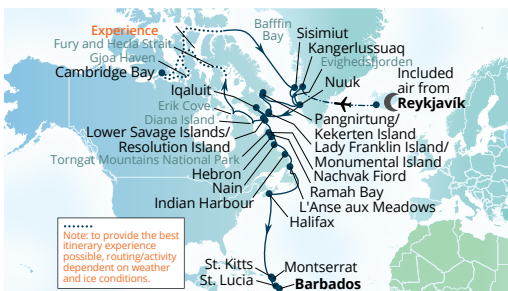 Bafffin
Bay
Experience
Fury and Hecla Strait
Gjoa Haven
Cambridge Bay
Sisimiut
Kangerlussuaq
Evighedsfjorden
Nuuk
Included
air from
Reykjavík
Iqaluit
Erik Cove
Diana Island
Lower Savage Islands/
Resolution Island
Torngat Mountains National Park
Hebron
Nain
Indian Harbour
Pangnirtung/
Kekerten Island
Lady Franklin Island/
Monumental Island
Nachvak Fiord
Ramah Bay
L'Anse aux Meadows
Halifax
Note: to provide the best
itinerary experience
possible, routing/activity
dependent on weather
and ice conditions.
St. Kitts
St. Lucia
Montserrat
Barbados